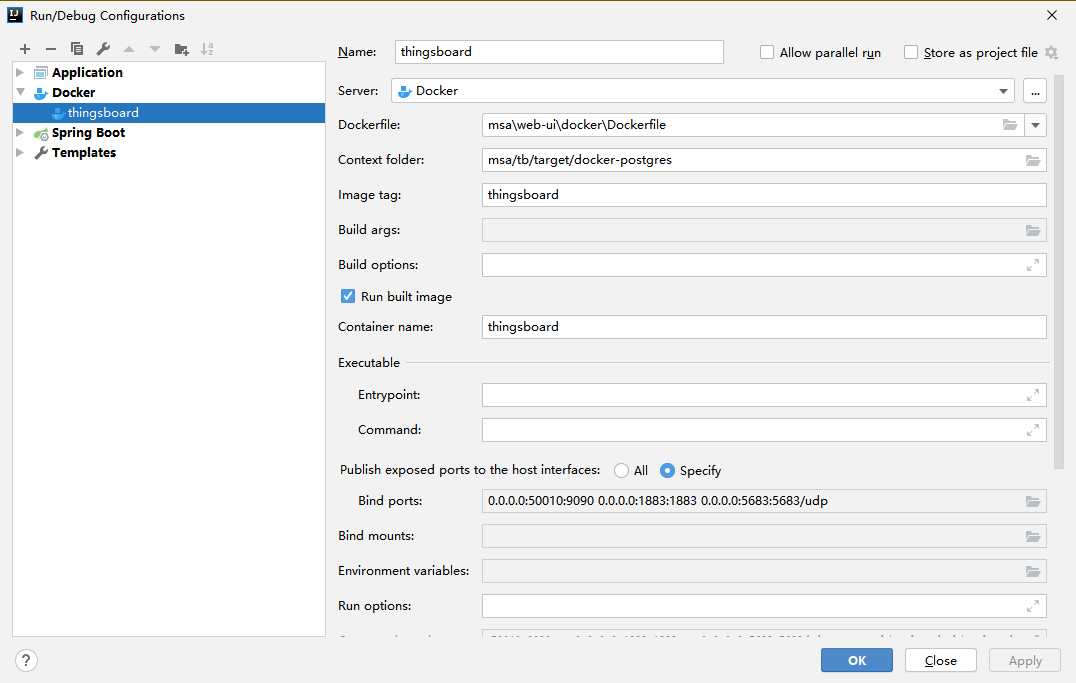 Run/Debug Configurations
Application
Docker
thingsboard
Spring Boot
Templates
Name: thingsboard
Allow parallel run
Store as project file
Server: Docker
...
Dockerfile: msa\web-ui\docker\Dockerfile
Context folder: msa/tb/target/docker-postgres
Image tag: thingsboard
Build args:
Build options:
Run built image
Container name: thingsboard
Executable
Entrypoint:
Command:
Publish exposed ports to the host interfaces: All Specify
Bind ports: 0.0.0.0:50010:9090 0.0.0.0:1883:1883 0.0.0.0:5683:5683/udp
Bind mounts:
Environment variables:
Run options:
?
OK
Close
Apply